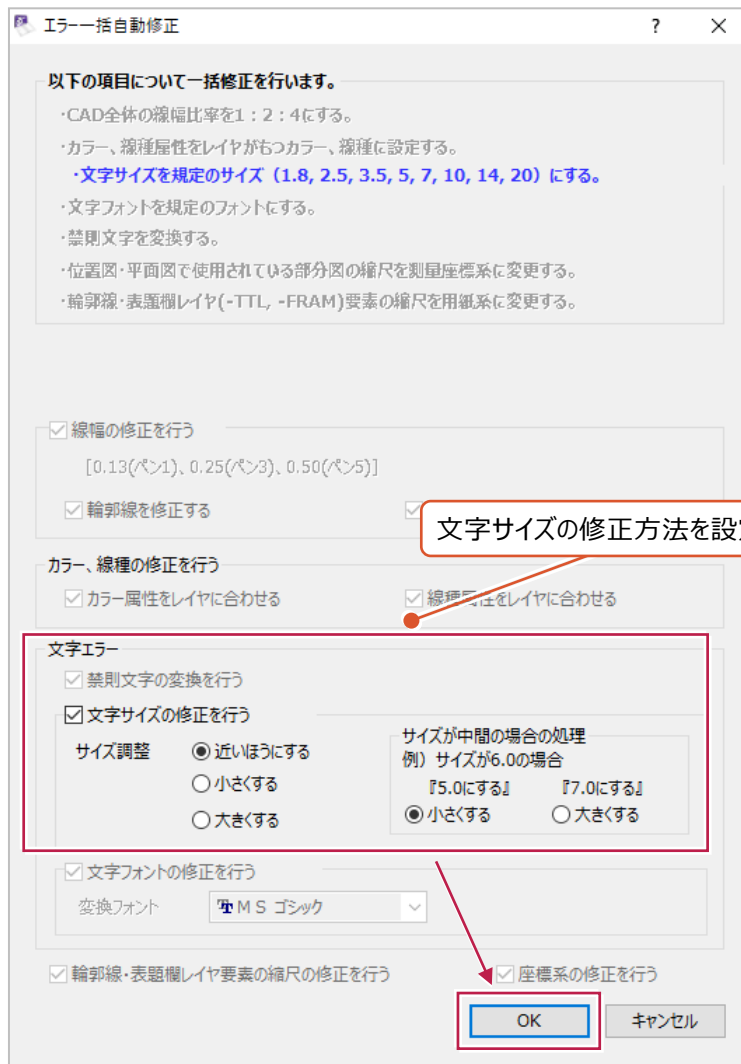 エラー一括自動修正
以下の項目について一括修正を行います。
・CAD全体の線幅比率を1：2：4にする。
・カラー、線種属性をレイヤがもつカラー、線種に設定する。
・文字サイズを規定のサイズ（1.8, 2.5, 3.5, 5, 7, 10, 14, 20）にする。
・文字フォントを規定のフォントにする。
・禁則文字を変換する。
・位置図・平面図で使用されている部分図の縮尺を測量座標系に変更する。
・輪郭線・表題欄レイヤ(-TTL, -FRAM)要素の縮尺を用紙系に変更する。
線幅の修正を行う
[0.13(ペン1)、0.25(ペン3)、0.50(ペン5)]
輪郭線を修正する
文字サイズの修正方法を設
カラー、線種の修正を行う
カラー属性をレイヤに合わせる 線種属性をレイヤに合わせる
文字エラー
禁則文字の変換を行う
文字サイズの修正を行う
サイズ調整 近いほうにする
小さくする
大きくする
サイズが中間の場合の処理
例）サイズが6.0の場合
『5.0にする』 『7.0にする』
小さくする 大きくする
文字フォントの修正を行う
変換フォント ＭＳ ゴシック
輪郭線・表題欄レイヤ要素の縮尺の修正を行う 座標系の修正を行う
OK キャンセル